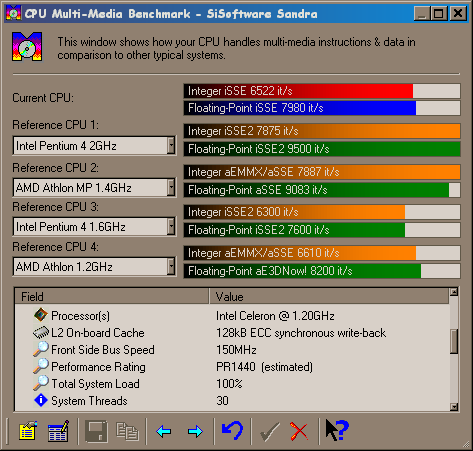 CPU Multi-Media Benchmark - SiSoftware Sandra
This window shows how your CPU handles multi-media instructions & data in
comparison to other typical systems.
Current CPU:
Integer iSSE 6522 it/s
Floating-Point iSSE 7980 it/s
Reference CPU 1:
Intel Pentium 4 2GHz
Integer iSSE2 7875 it/s
Floating-Point iSSE2 9500 it/s
Reference CPU 2:
AMD Athlon MP 1.4GHz
Integer aEMMX/aSSE 7887 it/s
Floating-Point aSSE 9083 it/s
Reference CPU 3:
Intel Pentium 4 1.6GHz
Integer iSSE2 6300 it/s
Floating-Point iSSE2 7600 it/s
Reference CPU 4:
AMD Athlon 1.2GHz
Integer aEMMX/aSSE 6610 it/s
Floating-Point aE3DNow! 8200 it/s
Field Value
Processor(s) Intel Celeron @ 1.20GHz
L2 On-board Cache 128kB ECC synchronous write-back
Front Side Bus Speed 150MHz
Performance Rating PR1440 (estimated)
Total System Load 100%
System Threads 30